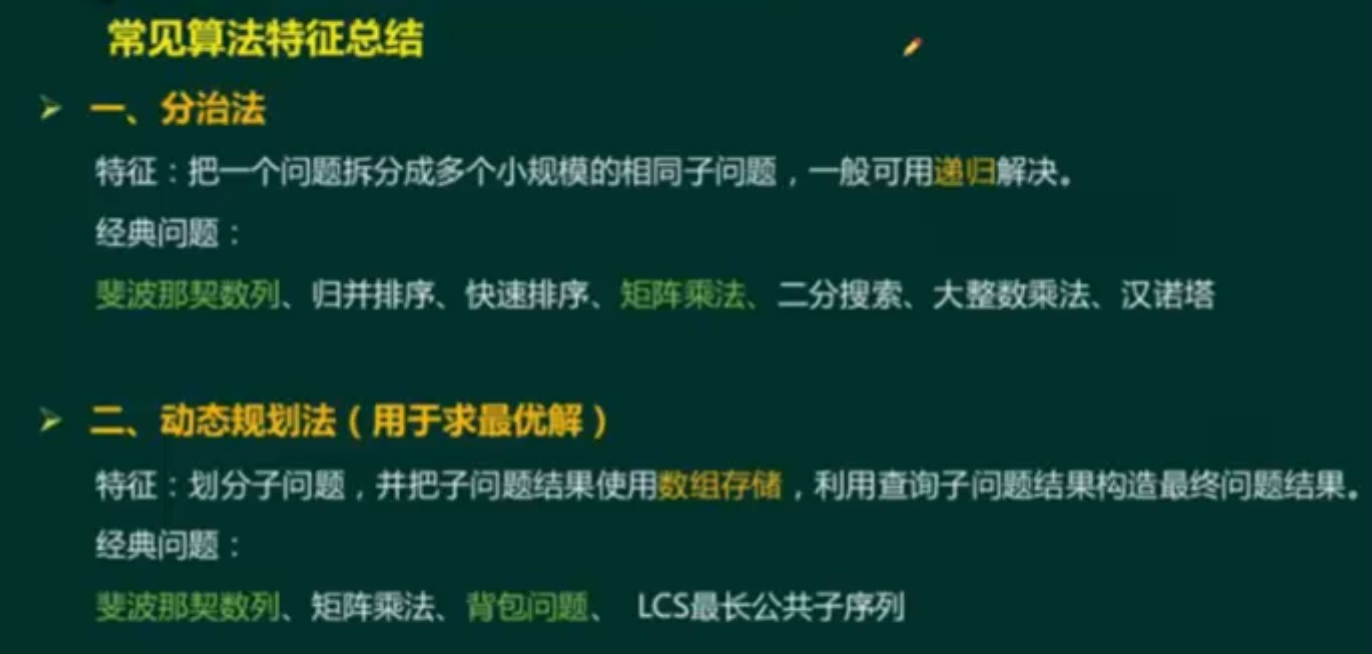 常见算法特征总结
一、分治法
特征：把一个问题拆分成多个小规模的相同子问题，一般可用递归解决。
经典问题：
斐波那契数列、归并排序、快速排序、矩阵乘法、二分搜索、大整数乘法、汉诺塔
二、动态规划法（用于求最优解）
特征：划分子问题，并把子问题结果使用数组存储，利用查询子问题结果构造最终问题结果。
经典问题：
斐波那契数列、矩阵乘法、背包问题、 LCS最长公共子序列